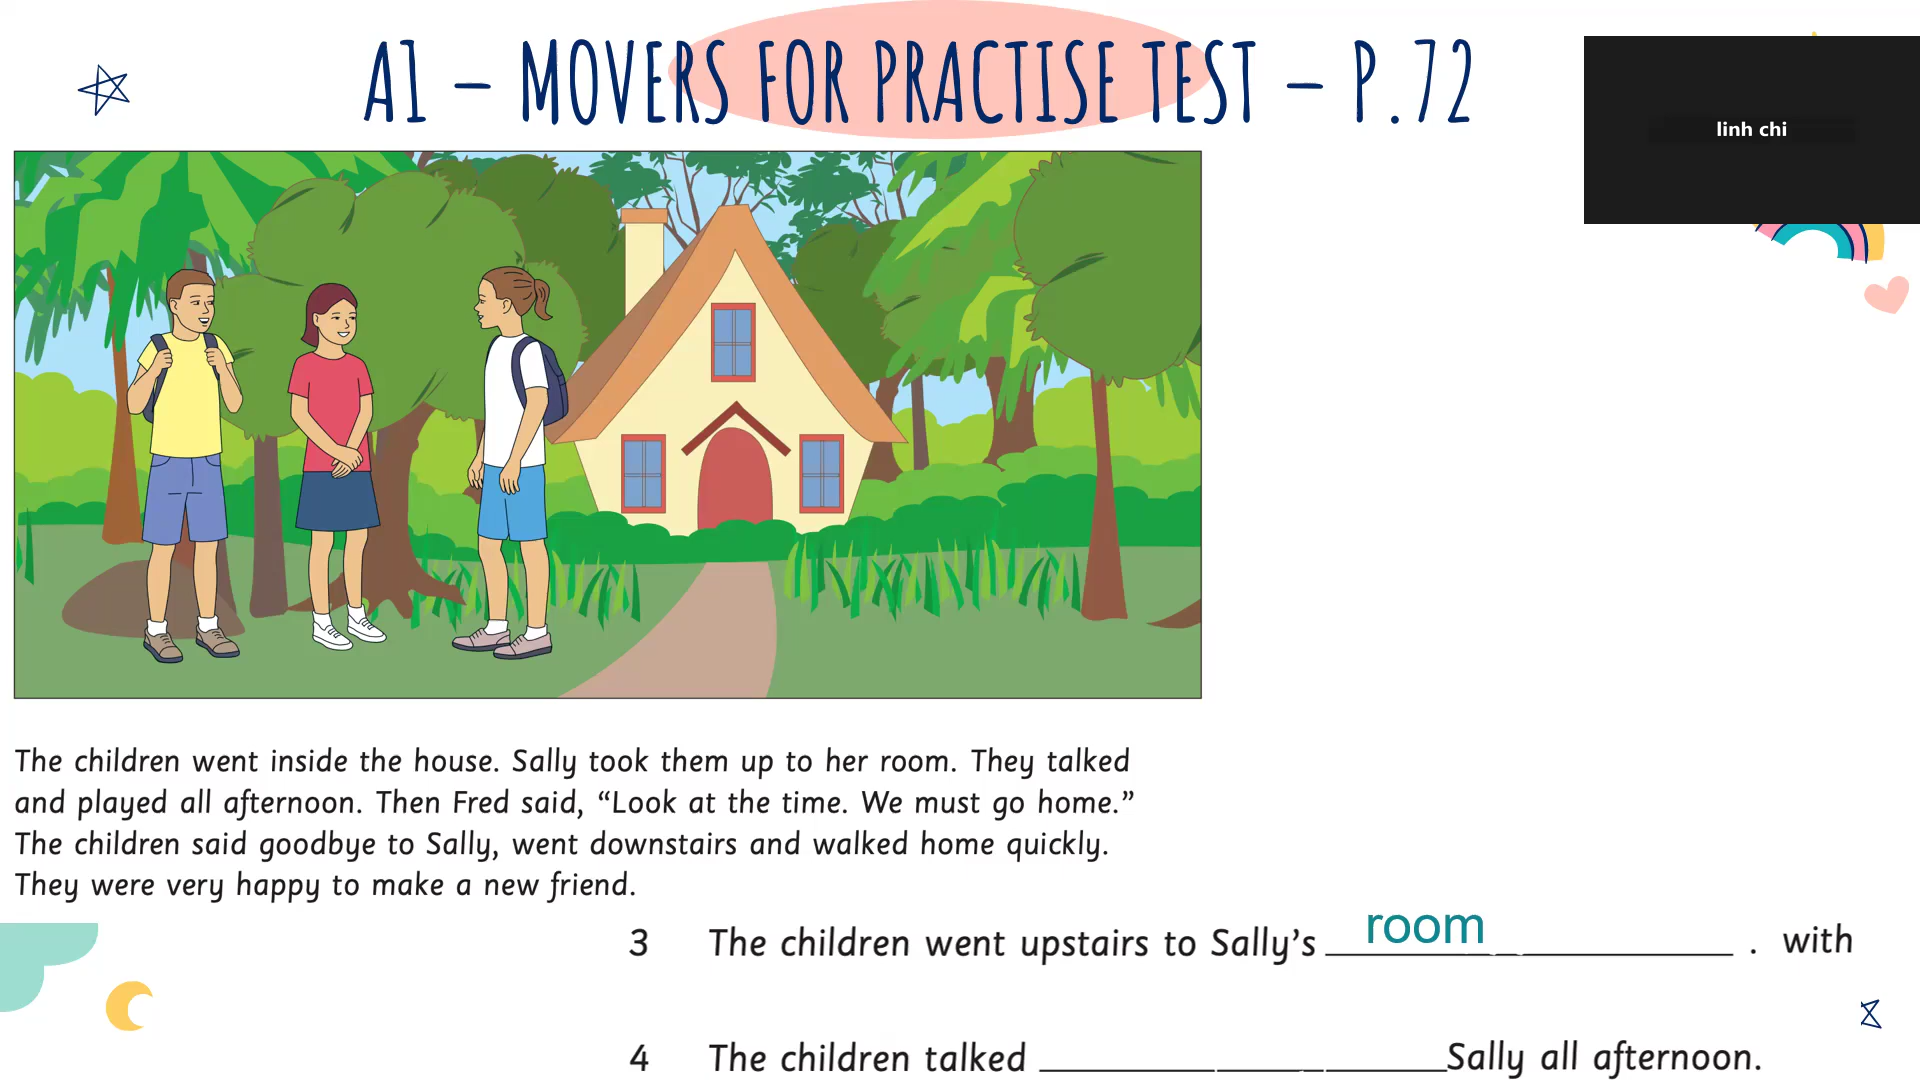 A1 – MOVERS FOR PRACTISE TEST – P.72
linh chi
The children went inside the house. Sally took them up to her room. They talked
and played all afternoon. Then Fred said, “Look at the time. We must go home.”
The children said goodbye to Sally, went downstairs and walked home quickly.
They were very happy to make a new friend.
3 The children went upstairs to Sally’s room . with
4 The children talked ____________________ Sally all afternoon.